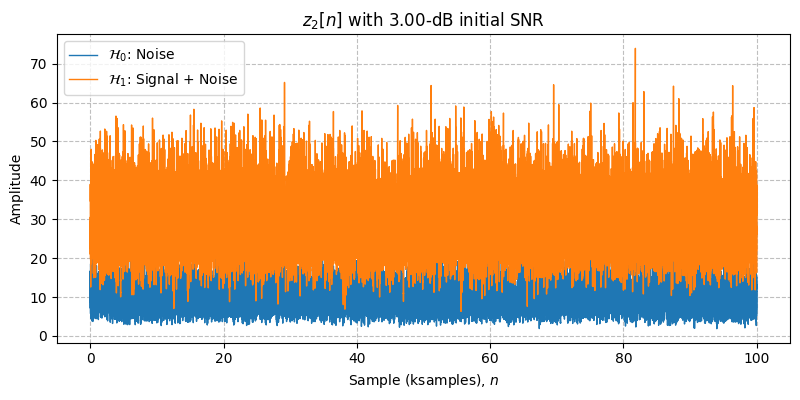 z₂[n] with 3.00-dB initial SNR
ℋ₀: Noise
ℋ₁: Signal + Noise
Amplitude
70
60
50
40
30
20
10
0
0 20 40 60 80 100
Sample (ksamples), n